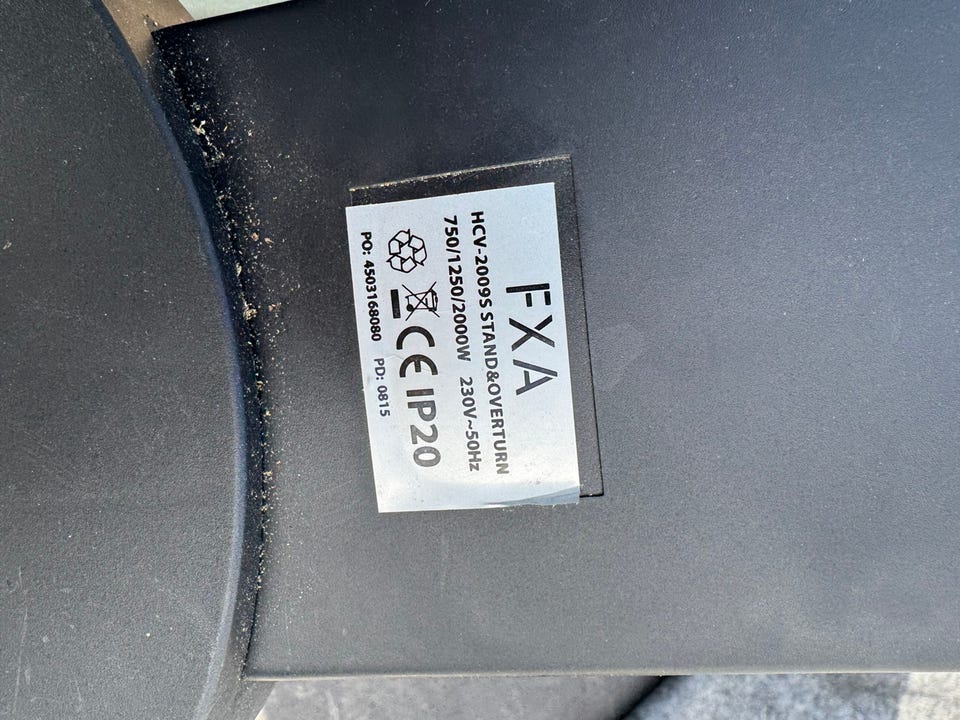 FXA
HCV-2009S STAND&OVERTURN
750/1250/2000W 230V~50Hz
CE IP20
PO: 4503168080 PD: 0815